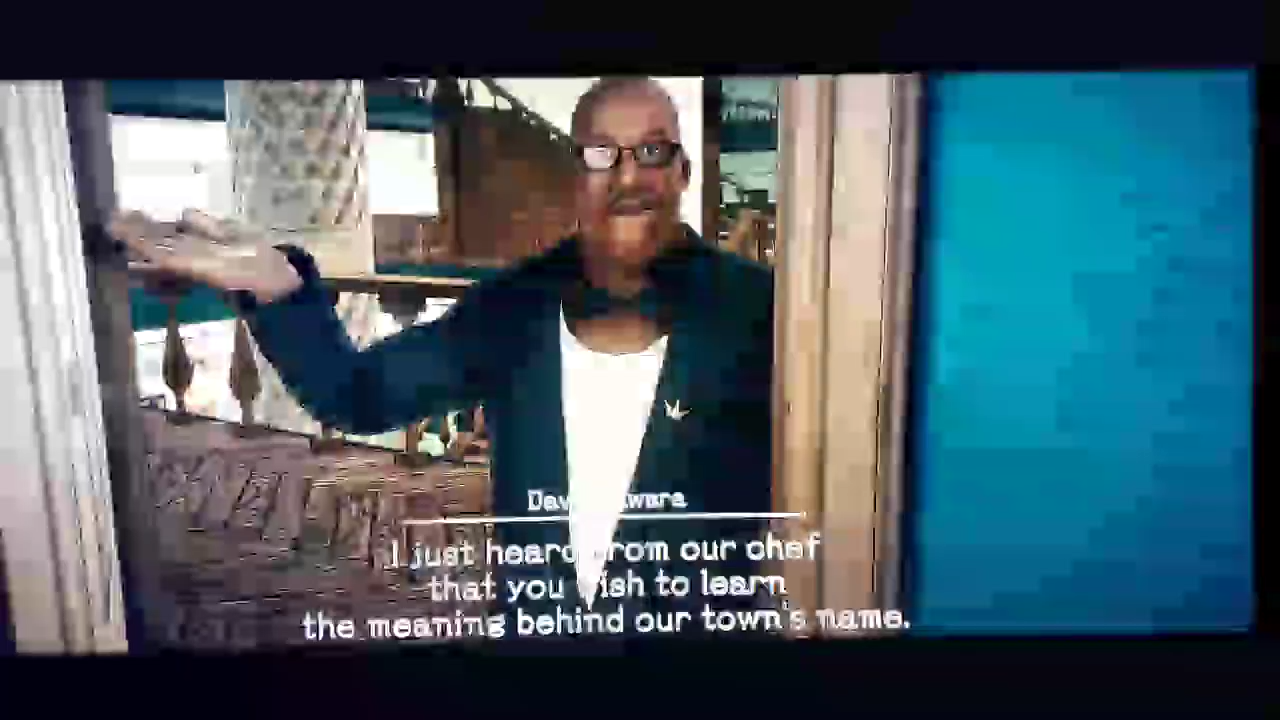 I just heard from our chef
that you wish to learn
the meaning behind our town's name.